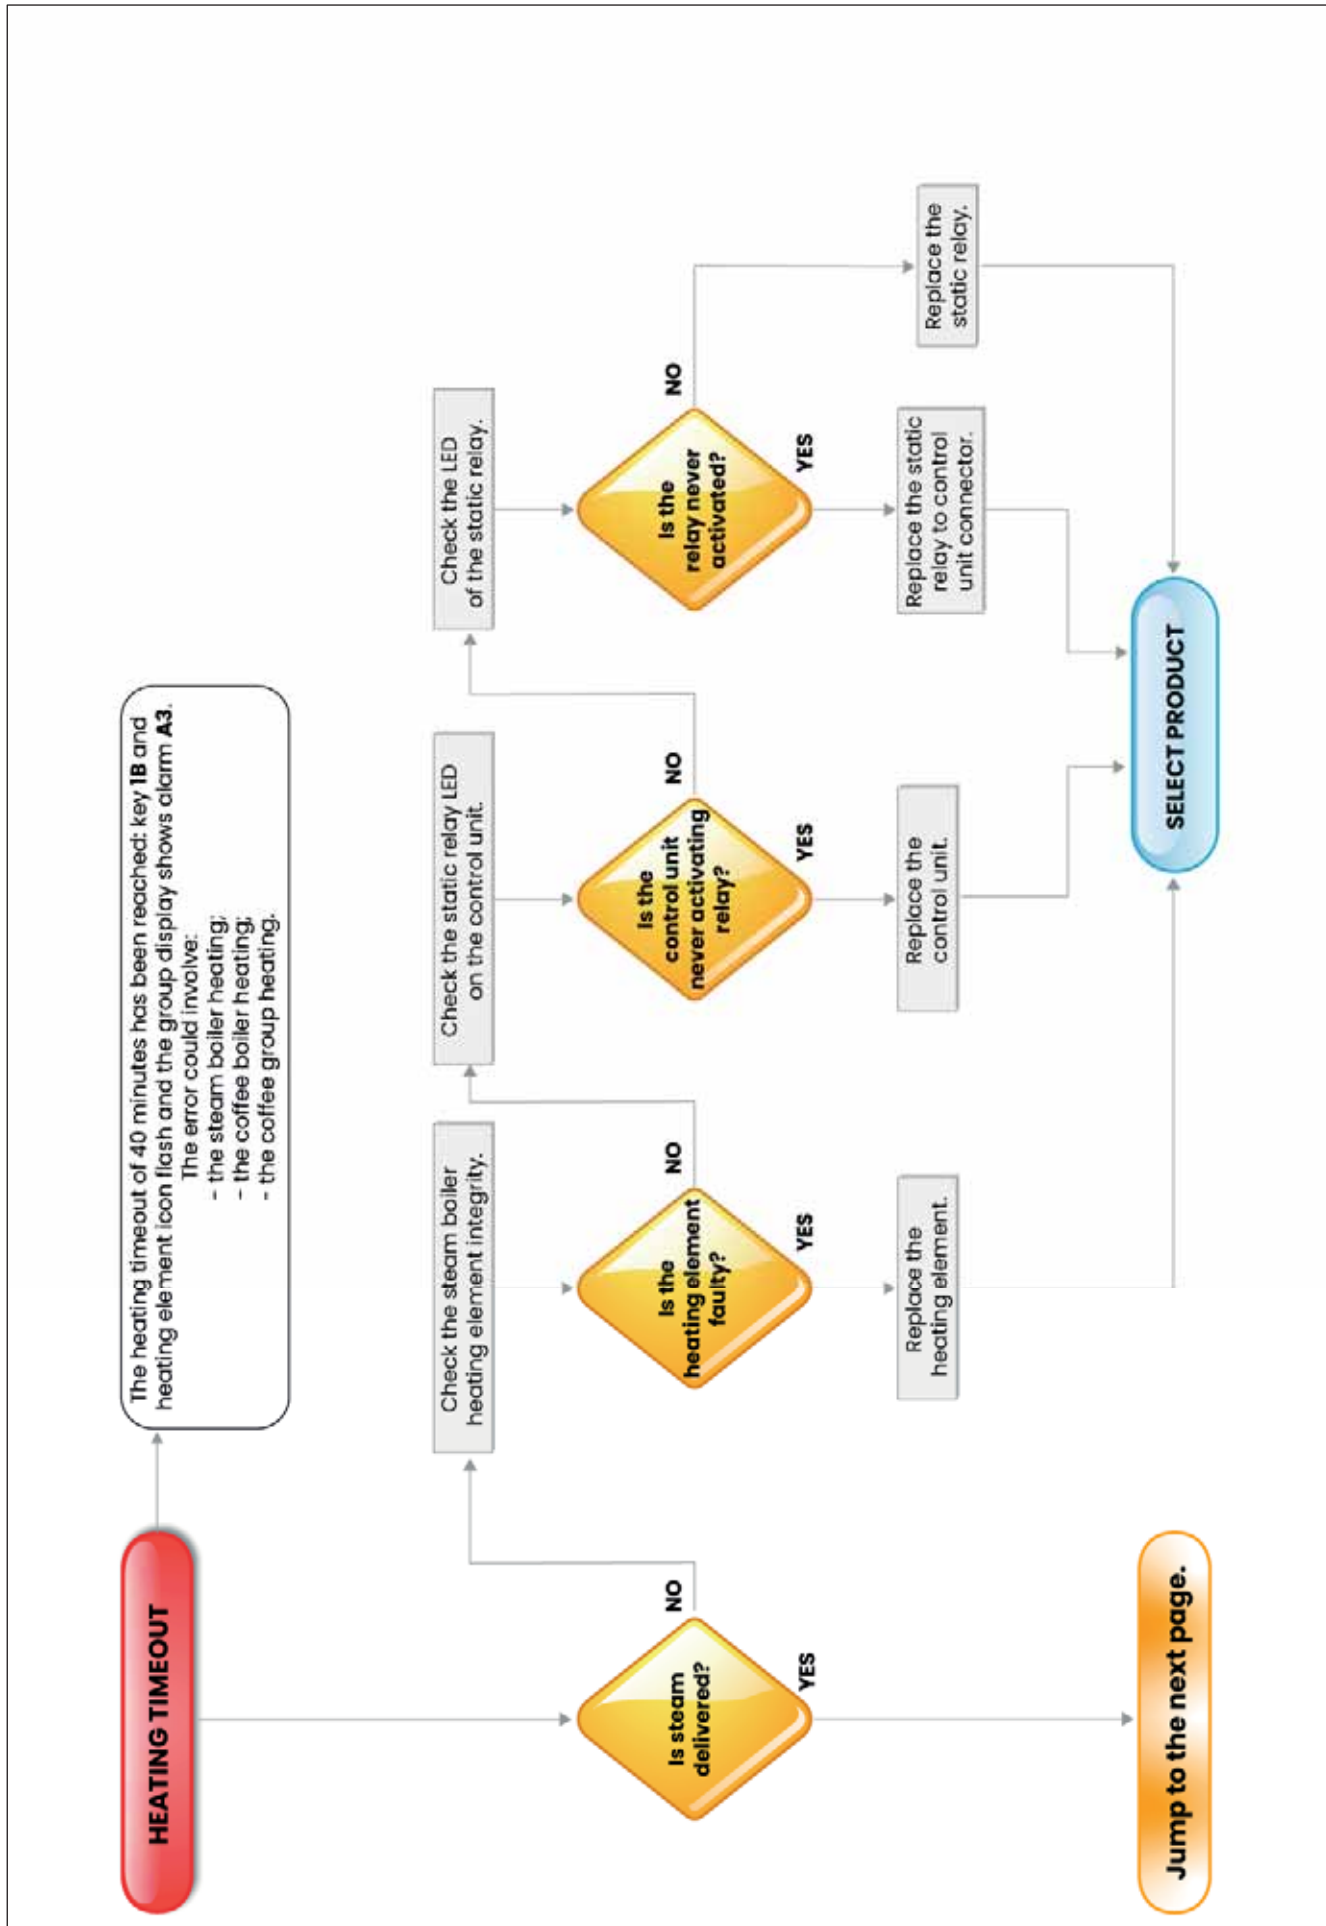 HEATING TIMEOUT
The heating timeout of 40 minutes has been reached: key 1B and
heating element icon flash and the group display shows alarm A3.
The error could involve:
- the steam boiler heating;
- the coffee boiler heating;
- the coffee group heating.
Is steam
delivered?
NO
YES
Jump to the next page.
Check the steam boiler
heating element integrity.
Is the
heating element
faulty?
NO
YES
Replace the
heating element.
Check the static relay LED
on the control unit.
Is the
control unit
never activating
relay?
NO
YES
Replace the
control unit.
Check the LED
of the static relay.
Is the
relay never
activated?
NO
YES
Replace the static
relay to control
unit connector.
Replace the
static relay.
SELECT PRODUCT